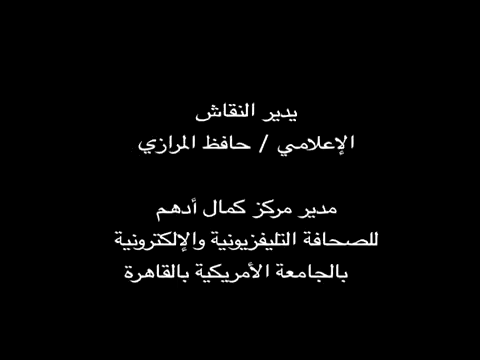 يدير النقاش
الإعلامي / حافظ المرازي
مدير مركز كمال أدهم
للصحافة التليفزيونية والإلكترونية
بالجامعة الأمريكية بالقاهرة